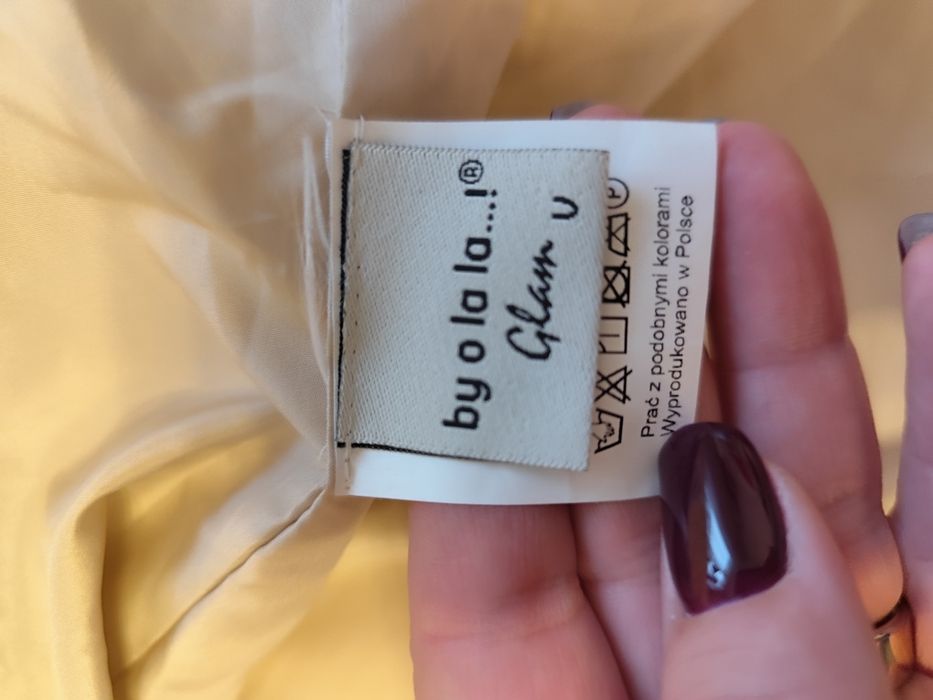 by o la la...!®
Glam U
P
Prać z podobnymi kolorami
Wyprodukowano w Polsce